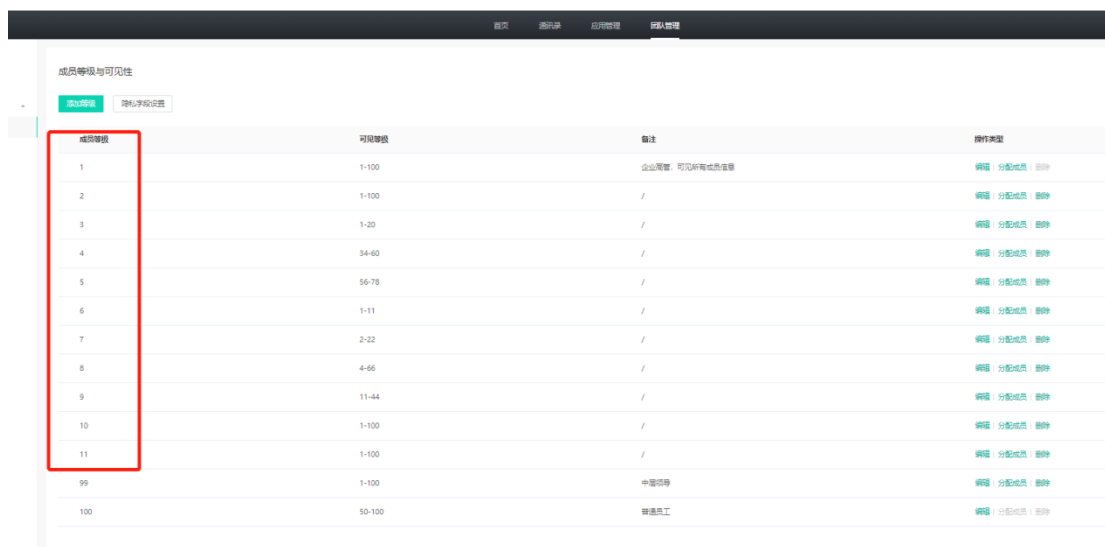 首页 通讯录 应用管理 团队管理
成员等级与可见性
添加等级 隐私字段设置
成员等级 可见等级 备注 操作类型
1 1-100 企业高管，可见所有成员信息 编辑 | 分配成员 | 删除
2 1-100 / 编辑 | 分配成员 | 删除
3 1-20 / 编辑 | 分配成员 | 删除
4 34-60 / 编辑 | 分配成员 | 删除
5 56-78 / 编辑 | 分配成员 | 删除
6 1-11 / 编辑 | 分配成员 | 删除
7 2-22 / 编辑 | 分配成员 | 删除
8 4-66 / 编辑 | 分配成员 | 删除
9 11-44 / 编辑 | 分配成员 | 删除
10 1-100 / 编辑 | 分配成员 | 删除
11 1-100 / 编辑 | 分配成员 | 删除
99 1-100 中层领导 编辑 | 分配成员 | 删除
100 50-100 普通员工 编辑 | 分配成员 | 删除